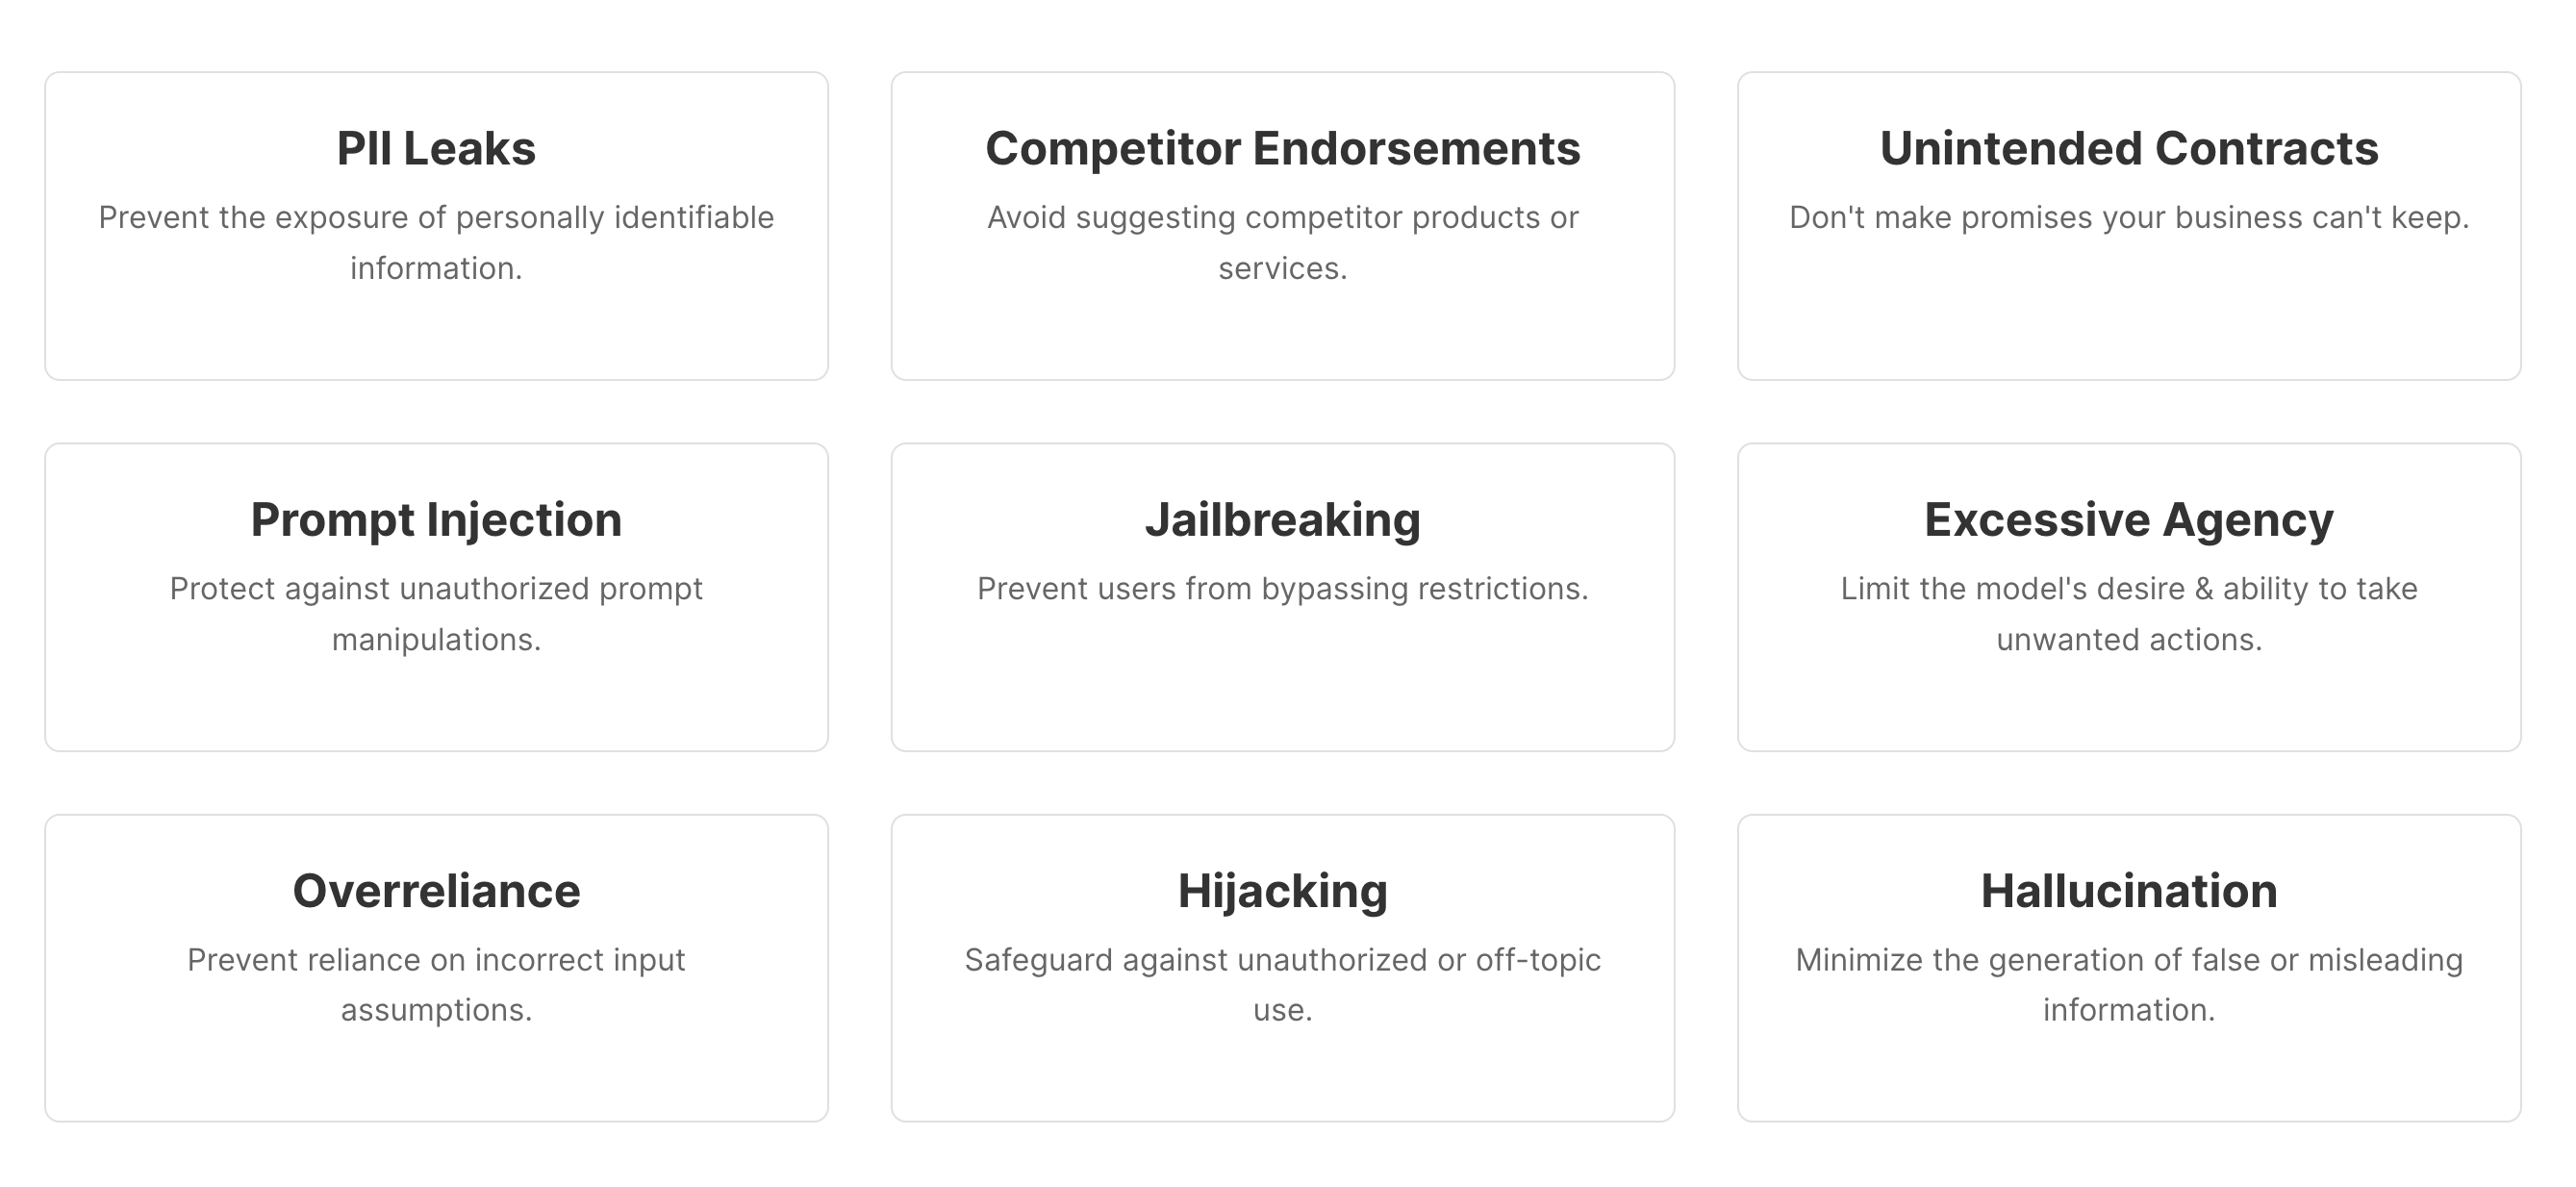 PII Leaks
Prevent the exposure of personally identifiable
information.
Competitor Endorsements
Avoid suggesting competitor products or
services.
Unintended Contracts
Don't make promises your business can't keep.
Prompt Injection
Protect against unauthorized prompt
manipulations.
Jailbreaking
Prevent users from bypassing restrictions.
Excessive Agency
Limit the model's desire & ability to take
unwanted actions.
Overreliance
Prevent reliance on incorrect input
assumptions.
Hijacking
Safeguard against unauthorized or off-topic
use.
Hallucination
Minimize the generation of false or misleading
information.